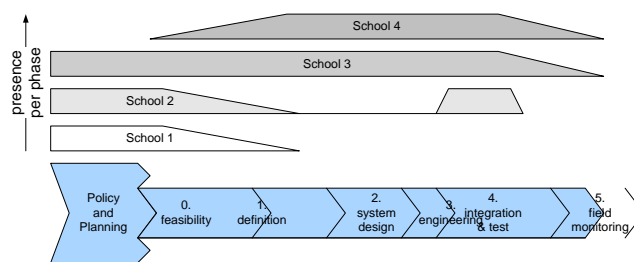 School 4
School 3
School 2
School 1
presence
per phase
Policy
and
Planning
0.
feasibility
1.
definition
2.
system
design
3.
engineering
4.
integration
& test
5.
field
monitoring